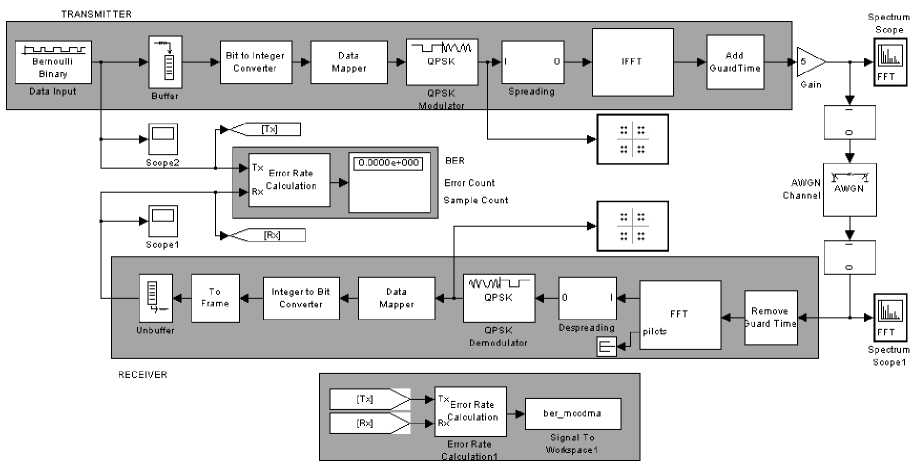 TRANSMITTER
Spectrum
Scope
Bernoulli
Binary
Data Input
Buffer
Bit to Integer
Converter
Data
Mapper
QPSK
QPSK
Modulator
I
O
Spreading
IFFT
Add
GuardTime
5
Gain
FFT
[Tx]
Scope2
I
O
Tx
Rx
Error Rate
Calculation
0.0000e+000
BER
Error Count
Sample Count
AWGN
Channel
AWGN
Scope1
[Rx]
I
O
Unbuffer
To
Frame
Integer to Bit
Converter
Data
Mapper
QPSK
QPSK
Demodulator
O
I
Despreading
FFT
pilots
Remove
Guard Time
FFT
Spectrum
Scope1
RECEIVER
[Tx]
[Rx]
Tx
Rx
Error Rate
Calculation
Error Rate
Calculation1
ber_mccdma
Signal To
Workspace1